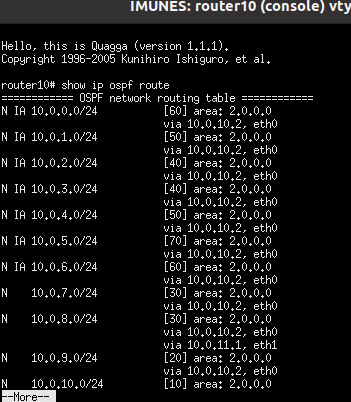 IMUNES: router10 (console) vty
Hello, this is Quagga (version 1.1.1).
Copyright 1996-2005 Kunihiro Ishiguro, et al.
router10# show ip ospf route
============ OSPF network routing table ============
N IA 10.0.0.0/24 [60] area: 2.0.0.0
via 10.0.10.2, eth0
N IA 10.0.1.0/24 [50] area: 2.0.0.0
via 10.0.10.2, eth0
N IA 10.0.2.0/24 [40] area: 2.0.0.0
via 10.0.10.2, eth0
N IA 10.0.3.0/24 [40] area: 2.0.0.0
via 10.0.10.2, eth0
N IA 10.0.4.0/24 [50] area: 2.0.0.0
via 10.0.10.2, eth0
N IA 10.0.5.0/24 [70] area: 2.0.0.0
via 10.0.10.2, eth0
N IA 10.0.6.0/24 [60] area: 2.0.0.0
via 10.0.10.2, eth0
N 10.0.7.0/24 [30] area: 2.0.0.0
via 10.0.10.2, eth0
N 10.0.8.0/24 [30] area: 2.0.0.0
via 10.0.10.2, eth0
via 10.0.11.1, eth1
N 10.0.9.0/24 [20] area: 2.0.0.0
via 10.0.10.2, eth0
N 10.0.10.0/24 [10] area: 2.0.0.0
--More--